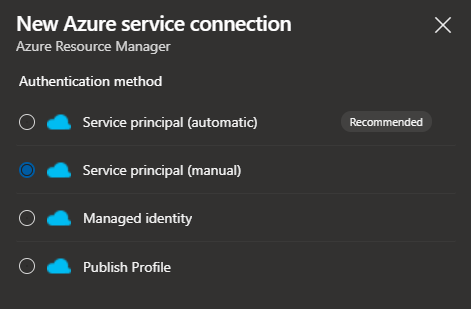 New Azure service connection
Azure Resource Manager
Authentication method
Service principal (automatic) Recommended
Service principal (manual)
Managed identity
Publish Profile